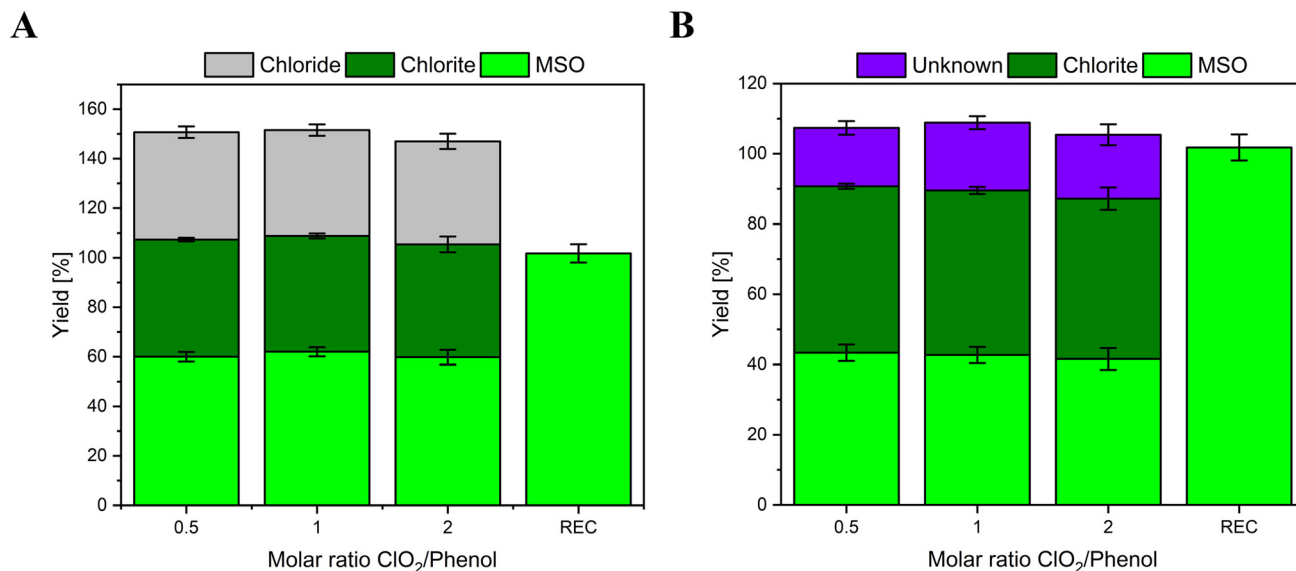 A
Chloride Chlorite MSO
Yield [%]
160
140
120
100
80
60
40
20
0
0.5 1 2 REC
Molar ratio ClO₂/Phenol
B
Unknown Chlorite MSO
Yield [%]
120
100
80
60
40
20
0
0.5 1 2 REC
Molar ratio ClO₂/Phenol